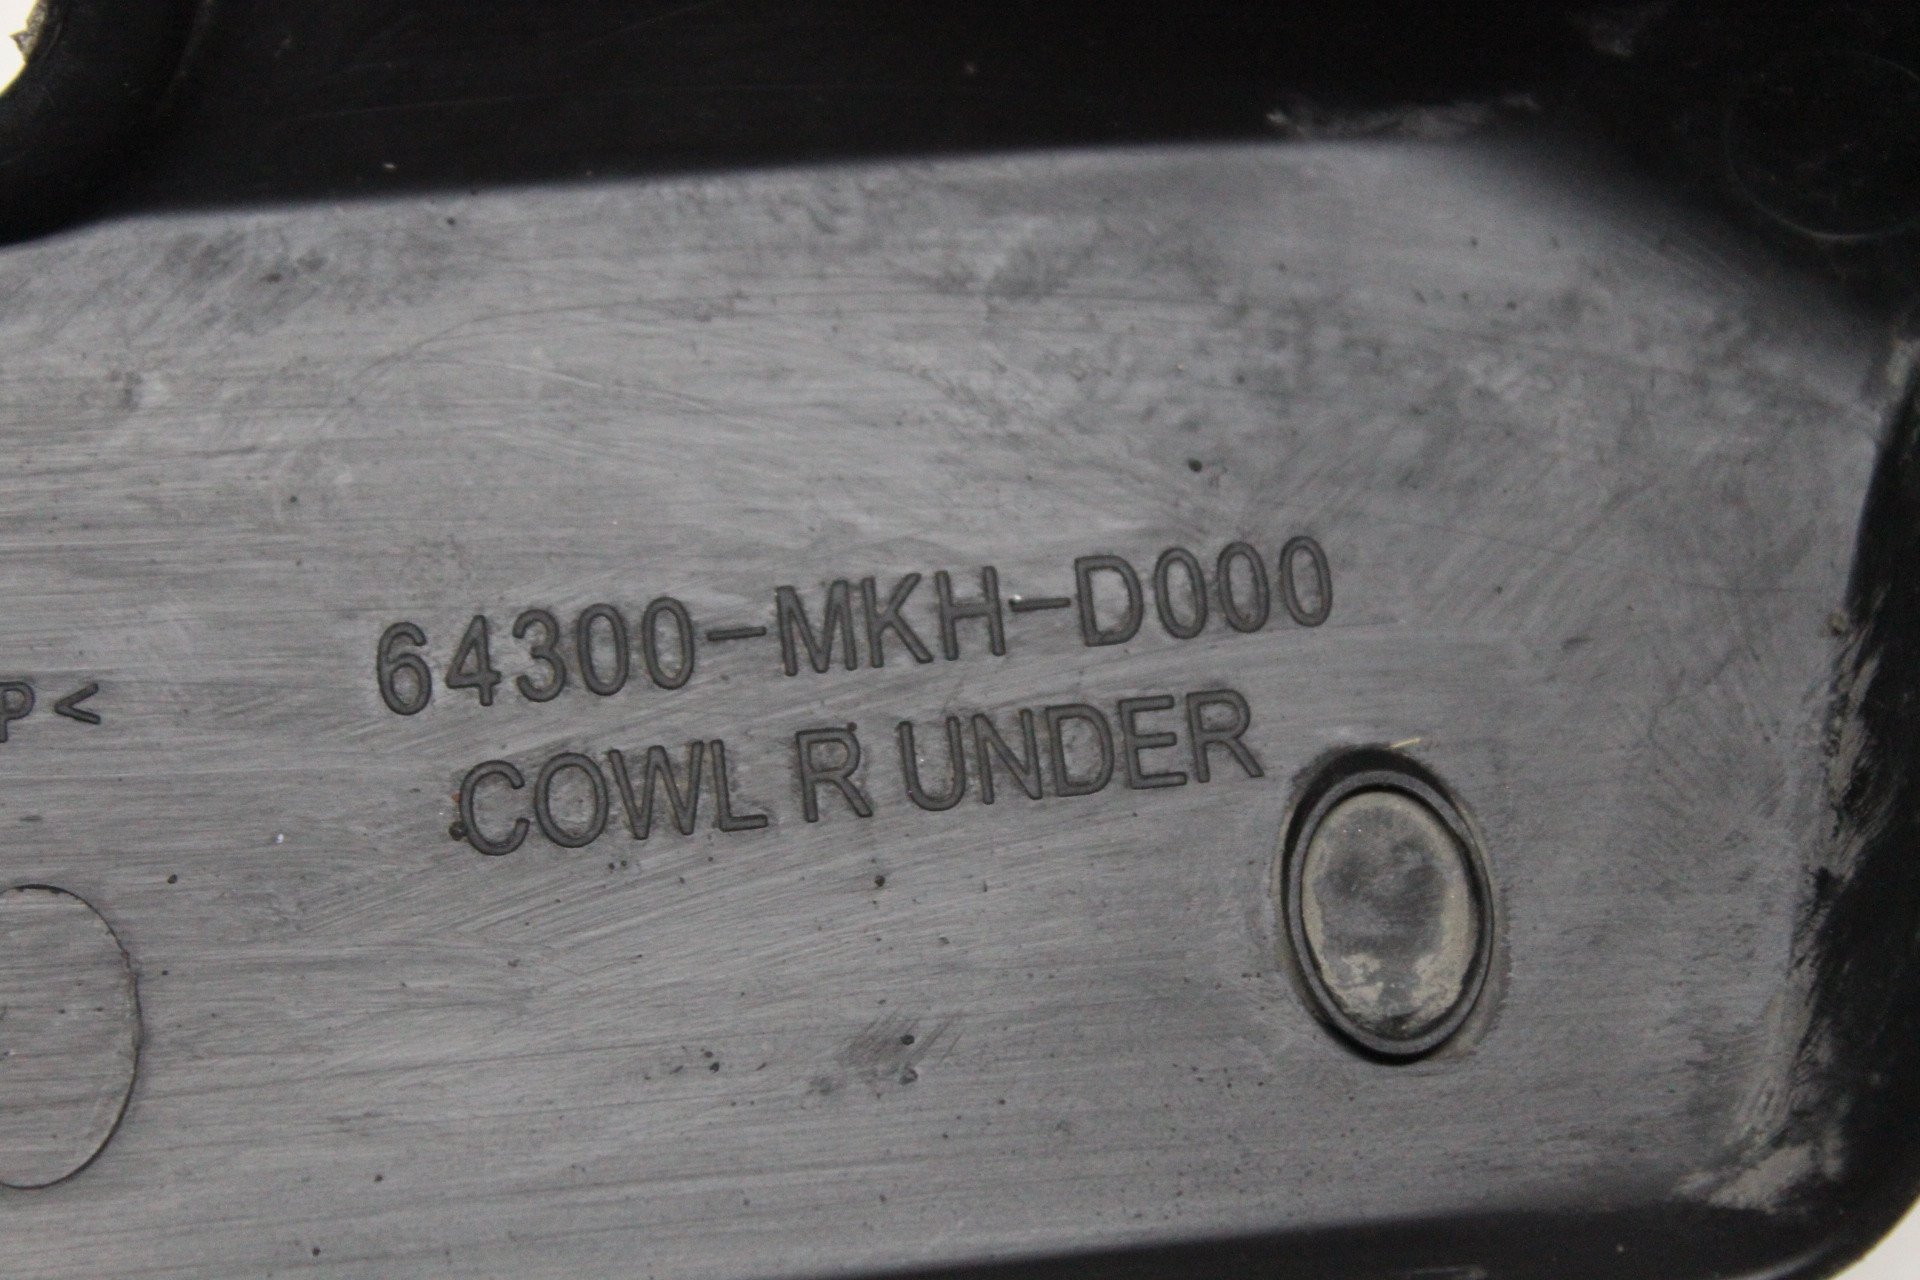 64300-MKH-D000
P<
COWL R UNDER